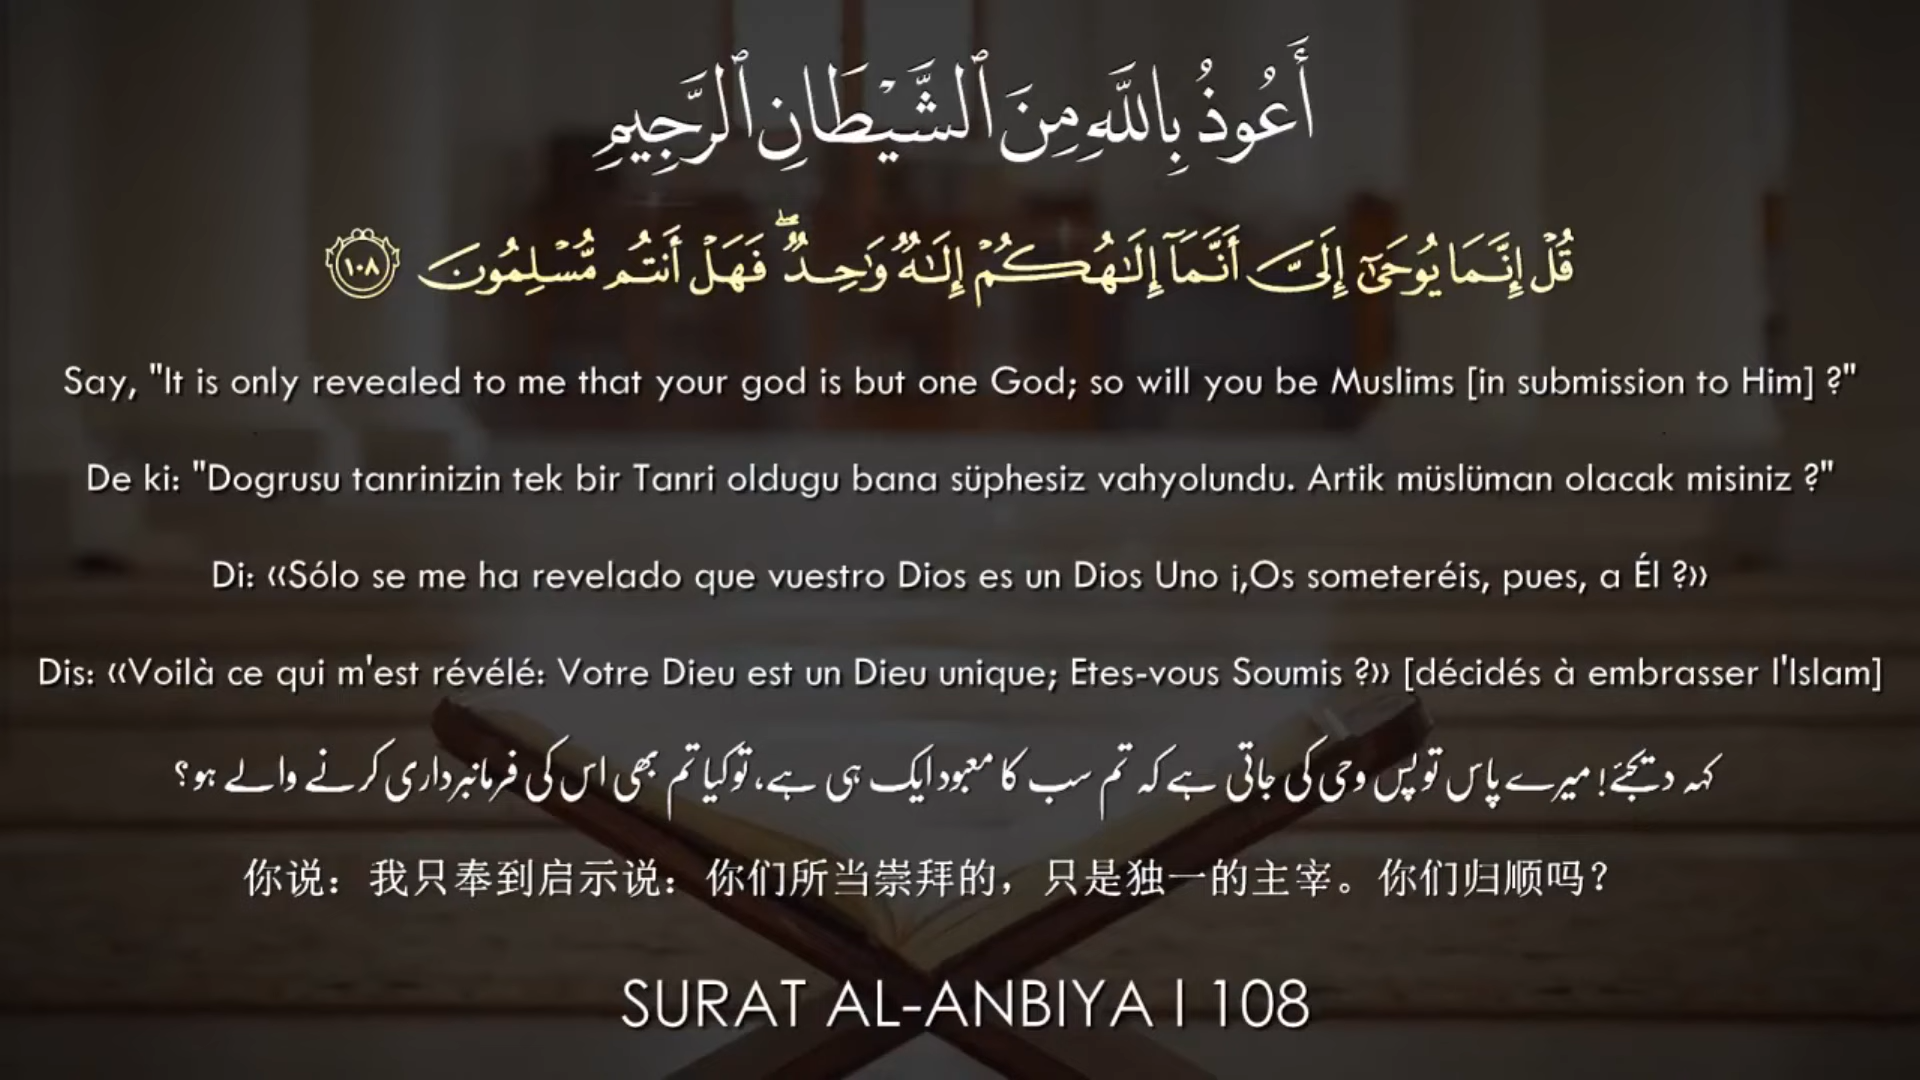 أَعُوذُ بِاللَّهِ مِنَ ٱلشَّيْطَانِ ٱلرَّجِيمِ
قُلْ إِنَّمَا يُوحَىٰٓ إِلَىَّ أَنَّمَآ إِلَـٰهُكُمْ إِلَـٰهٌ وَٰحِدٌ ۖ فَهَلْ أَنتُم مُّسْلِمُونَ ١٠٨
Say, "It is only revealed to me that your god is but one God; so will you be Muslims [in submission to Him] ?"
De ki: "Dogrusu tanrinizin tek bir Tanri oldugu bana süphesiz vahyolundu. Artik müslüman olacak misiniz ?"
Di: «Sólo se me ha revelado que vuestro Dios es un Dios Uno ¡,Os someteréis, pues, a Él ?»
Dis: «Voilà ce qui m'est révélé: Votre Dieu est un Dieu unique; Etes-vous Soumis ?» [décidés à embrasser l'Islam]
کہہ دیجئے! میرے پاس تو پس وحی کی جاتی ہے کہ تم سب کا معبود ایک ہی ہے، تو کیا تم بھی اس کی فرمانبرداری کرنے والے ہو؟
你说：我只奉到启示说：你们所当崇拜的，只是独一的主宰。你们归顺吗？
SURAT AL-ANBIYA I 108